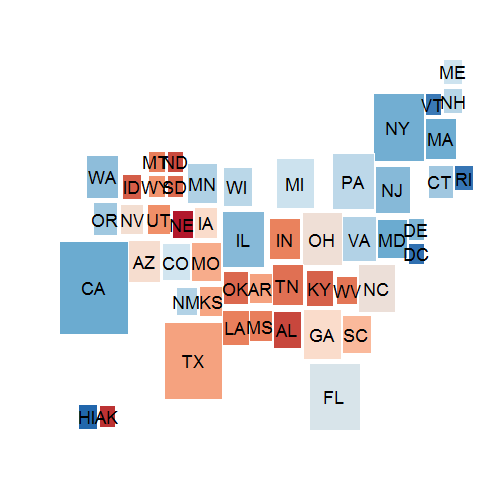 ME
VT NH
NY MA
WA MT ND
ID WY SD MN WI MI PA NJ CT RI
OR NV UT NE IA
IL IN OH VA MD DE
DC
CA AZ CO MO
NM KS OK AR TN KY WV NC
LA MS AL GA SC
TX
FL
HI AK